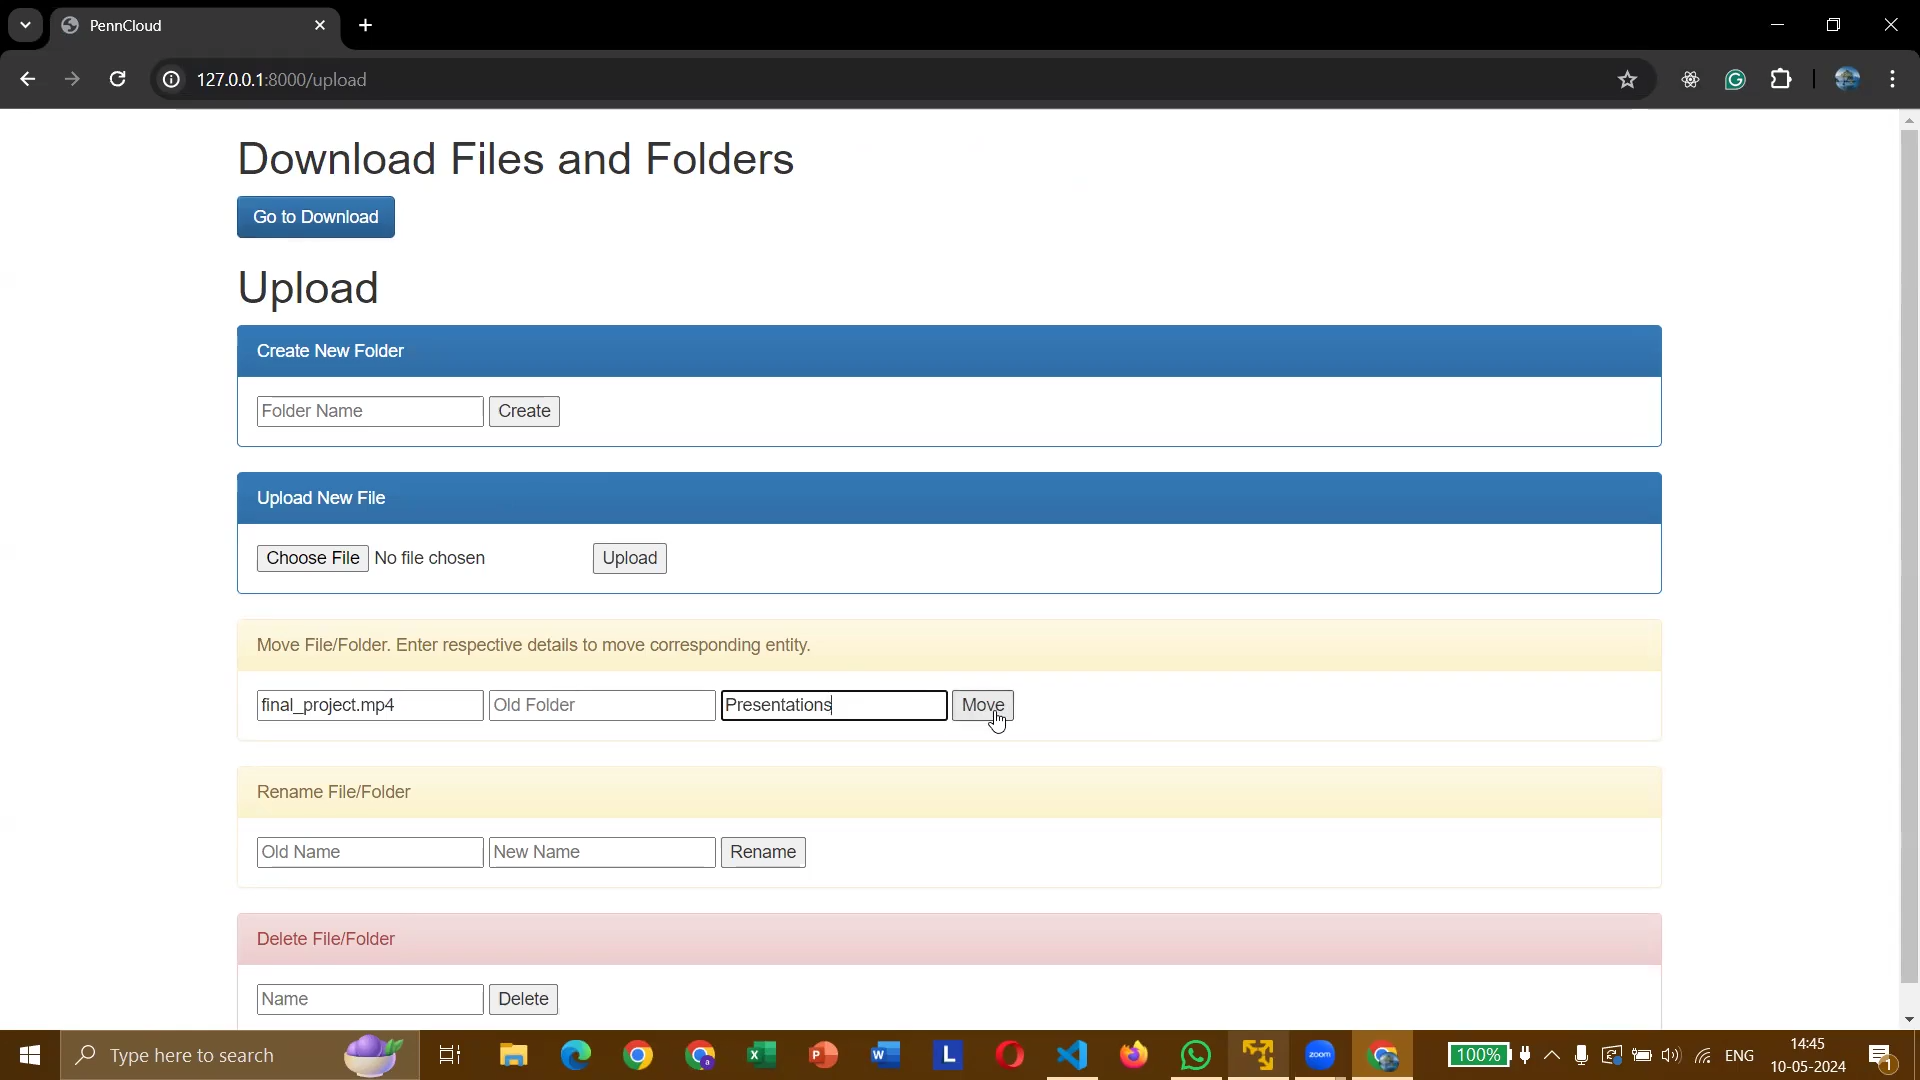 PennCloud
127.0.0.1:8000/upload
Download Files and Folders
Go to Download
Upload
Create New Folder
Folder Name Create
Upload New File
Choose File No file chosen Upload
Move File/Folder. Enter respective details to move corresponding entity.
final_project.mp4 Old Folder Presentations Move
Rename File/Folder
Old Name New Name Rename
Delete File/Folder
Name Delete
Type here to search
100%
ENG
14:45
10-05-2024
1
zoom
X
P
W
L
a
G